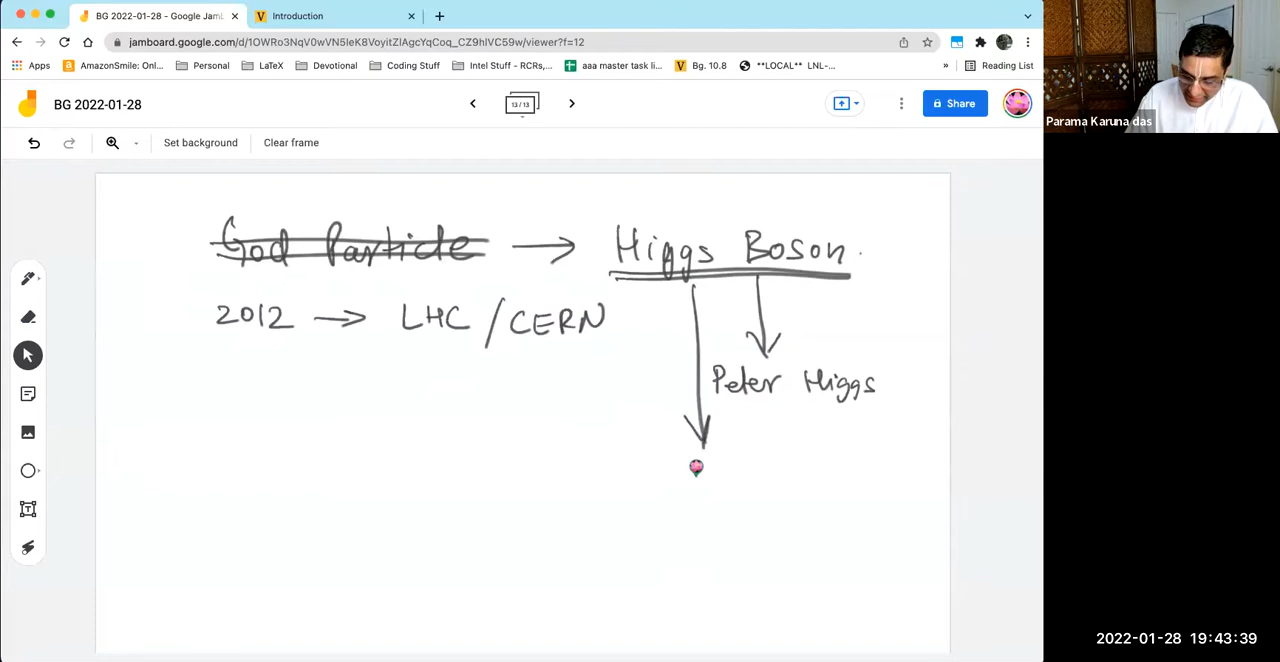 BG 2022-01-28 - Google Jam
Introduction
jamboard.google.com/d/1OWRo3NqV0wVN5IeK8VoyitZlAgcYqCoq_CZ9hlVC59w/viewer?f=12
Apps AmazonSmile: Onl... Personal LaTeX Devotional Coding Stuff Intel Stuff - RCRs,... aaa master task li... Bg. 10.8 **LOCAL** LNL-... » Reading List
BG 2022-01-28
13 / 13
Share
Set background Clear frame
Parama Karuna das
God Particle → Higgs Boson.
2012 → LHC / CERN
Peter Higgs
2022-01-28 19:43:39